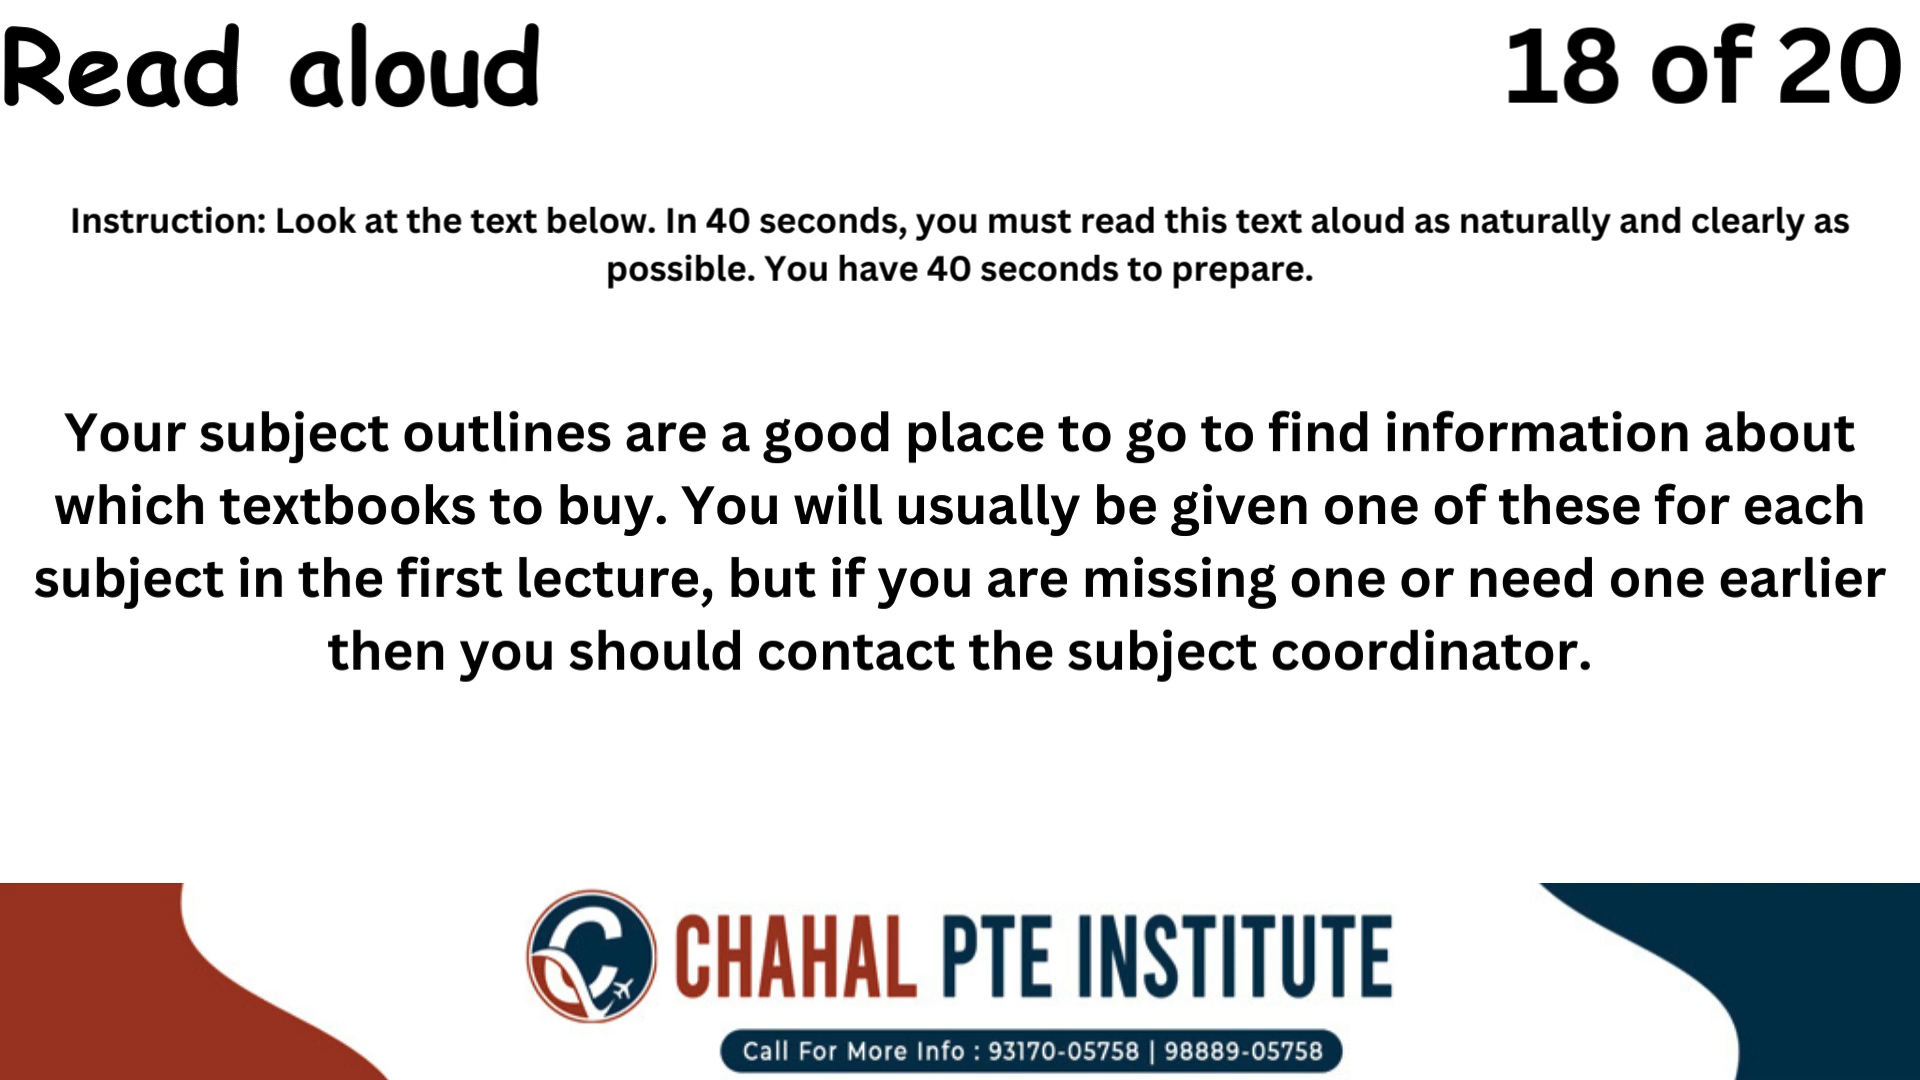 Read aloud
18 of 20
Instruction: Look at the text below. In 40 seconds, you must read this text aloud as naturally and clearly as
possible. You have 40 seconds to prepare.
Your subject outlines are a good place to go to find information about
which textbooks to buy. You will usually be given one of these for each
subject in the first lecture, but if you are missing one or need one earlier
then you should contact the subject coordinator.
CHAHAL PTE INSTITUTE
Call For More Info : 93170-05758 | 98889-05758